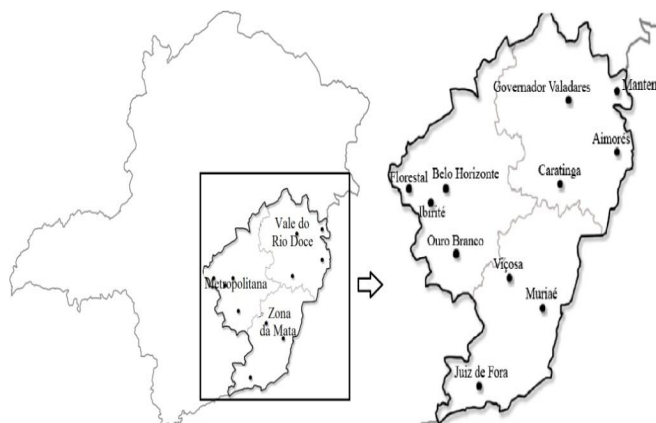 Vale do
Rio Doce
Metropolitana
Zona
da Mata
Governador Valadares
Manten
Aimorés
Caratinga
Florestal
Belo Horizonte
Ibirité
Ouro Branco
Viçosa
Muriaé
Juiz de Fora